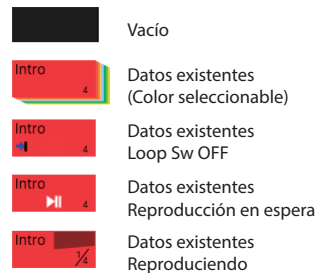 Vacío
Intro
4
Datos existentes
(Color seleccionable)
Intro
4
Datos existentes
Loop Sw OFF
Intro
4
Datos existentes
Reproducción en espera
Intro
1/4
Datos existentes
Reproduciendo